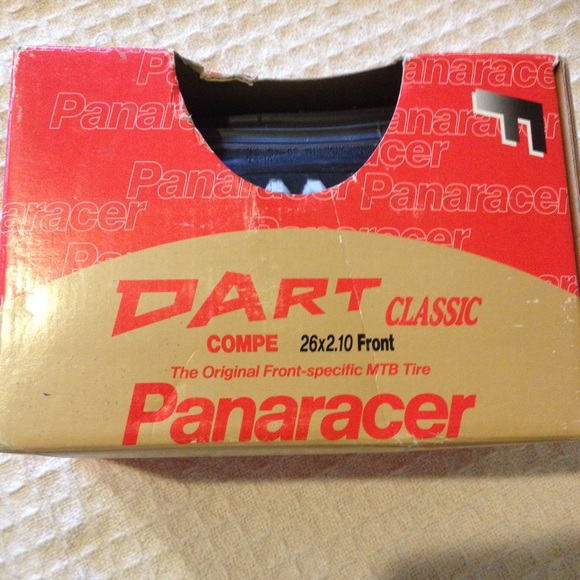 Panaracer
Panaracer
Panaracer
Panaracer
F
DART CLASSIC
COMPE 26x2.10 Front
The Original Front-specific MTB Tire
Panaracer